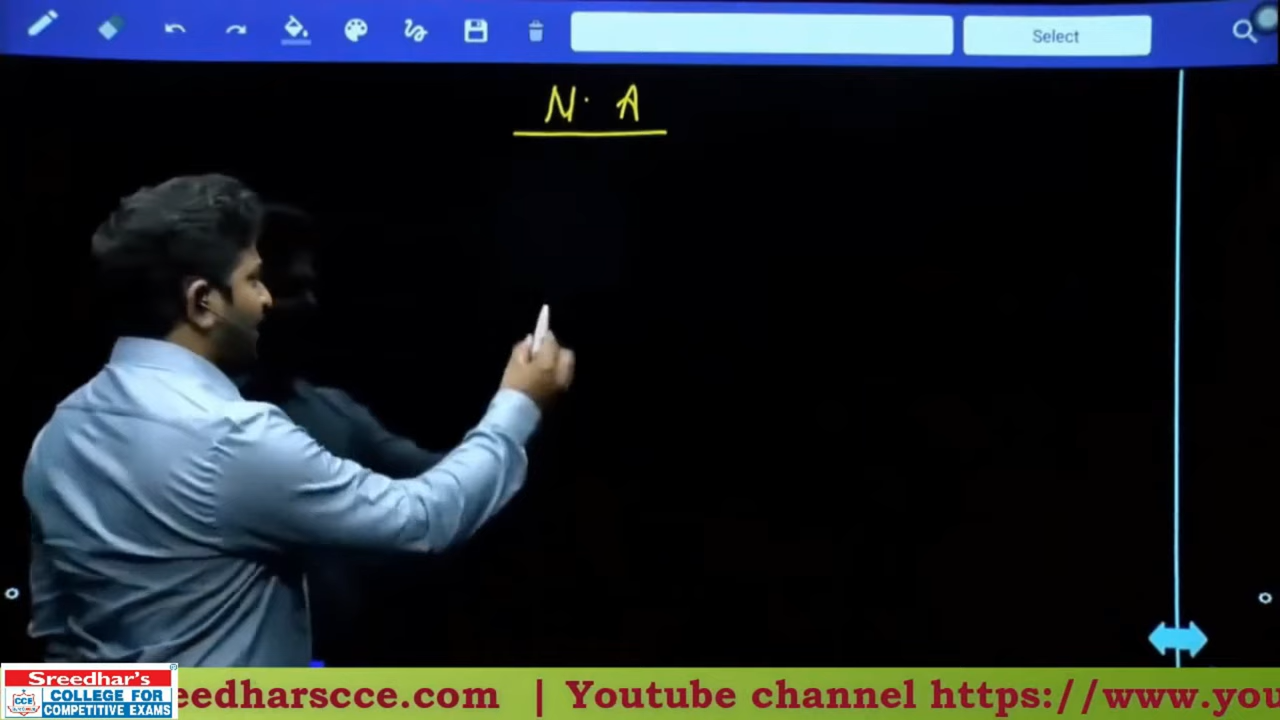 Select
N. A
Sreedhar's
CCE
COLLEGE FOR
COMPETITIVE EXAMS
eedharscce.com | Youtube channel https://www.you